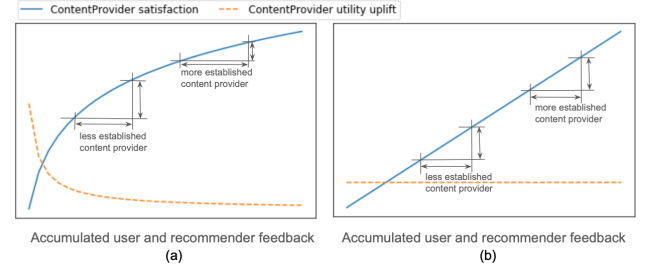 ContentProvider satisfaction ContentProvider utility uplift
more established
content provider
less established
content provider
more established
content provider
less established
content provider
Accumulated user and recommender feedback
(a)
Accumulated user and recommender feedback
(b)